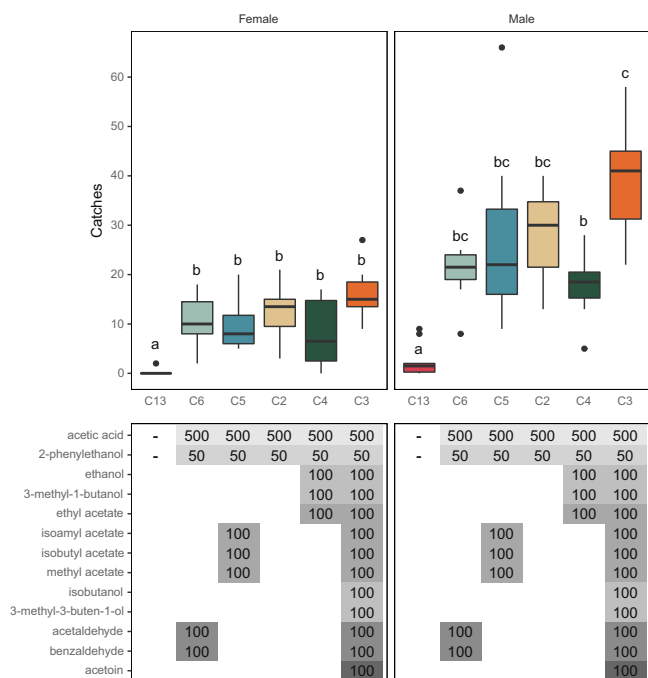 Female Male
Catches
60
50
40
30
20
10
0
a b b b b b
a bc bc bc b c
C13 C6 C5 C2 C4 C3 C13 C6 C5 C2 C4 C3
acetic acid - 500 500 500 500 500 - 500 500 500 500 500
2-phenylethanol - 50 50 50 50 50 - 50 50 50 50 50
ethanol 100 100 100 100
3-methyl-1-butanol 100 100 100 100
ethyl acetate 100 100 100 100
isoamyl acetate 100 100 100 100
isobutyl acetate 100 100 100 100
methyl acetate 100 100 100 100
isobutanol 100 100
3-methyl-3-buten-1-ol 100 100
acetaldehyde 100 100 100 100
benzaldehyde 100 100 100 100
acetoin 100 100